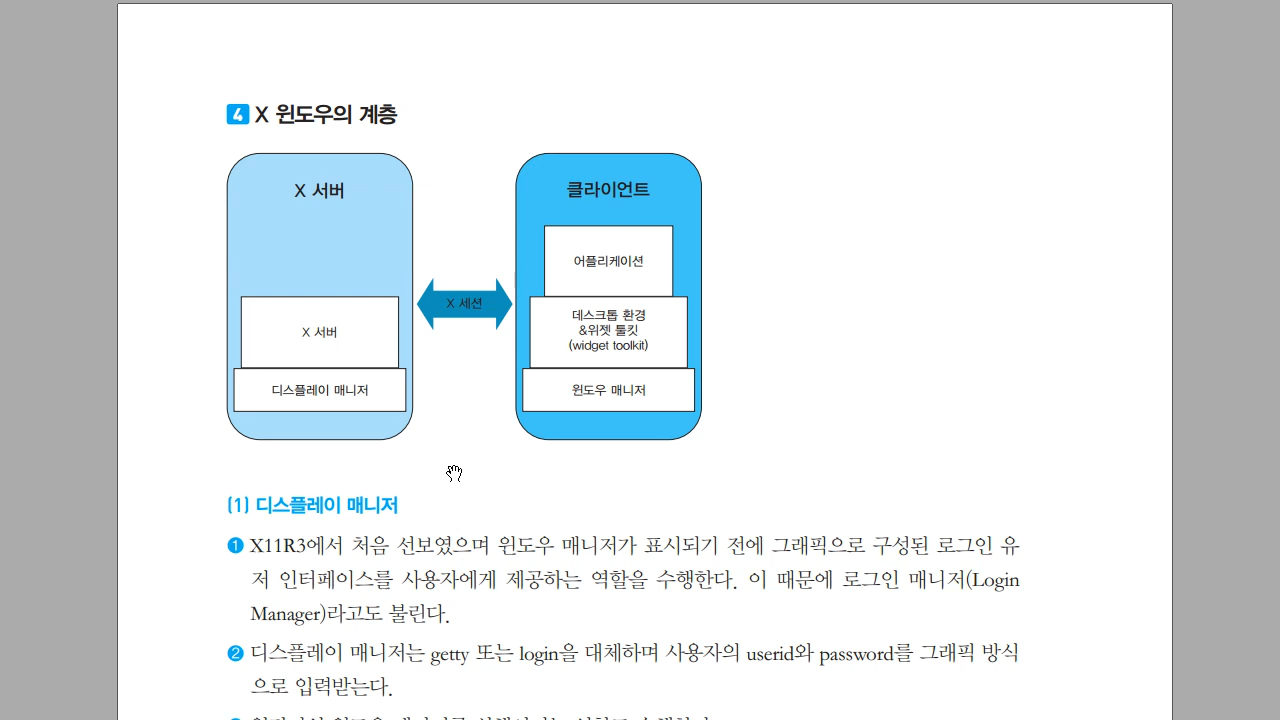 4 X 윈도우의 계층
X 서버
클라이언트
어플리케이션
X 세션
데스크톱 환경
&위젯 툴킷
(widget toolkit)
X 서버
디스플레이 매니저
윈도우 매니저
(1) 디스플레이 매니저
❶ X11R3에서 처음 선보였으며 윈도우 매니저가 표시되기 전에 그래픽으로 구성된 로그인 유
저 인터페이스를 사용자에게 제공하는 역할을 수행한다. 이 때문에 로그인 매니저(Login
Manager)라고도 불린다.
❷ 디스플레이 매니저는 getty 또는 login을 대체하며 사용자의 userid와 password를 그래픽 방식
으로 입력받는다.